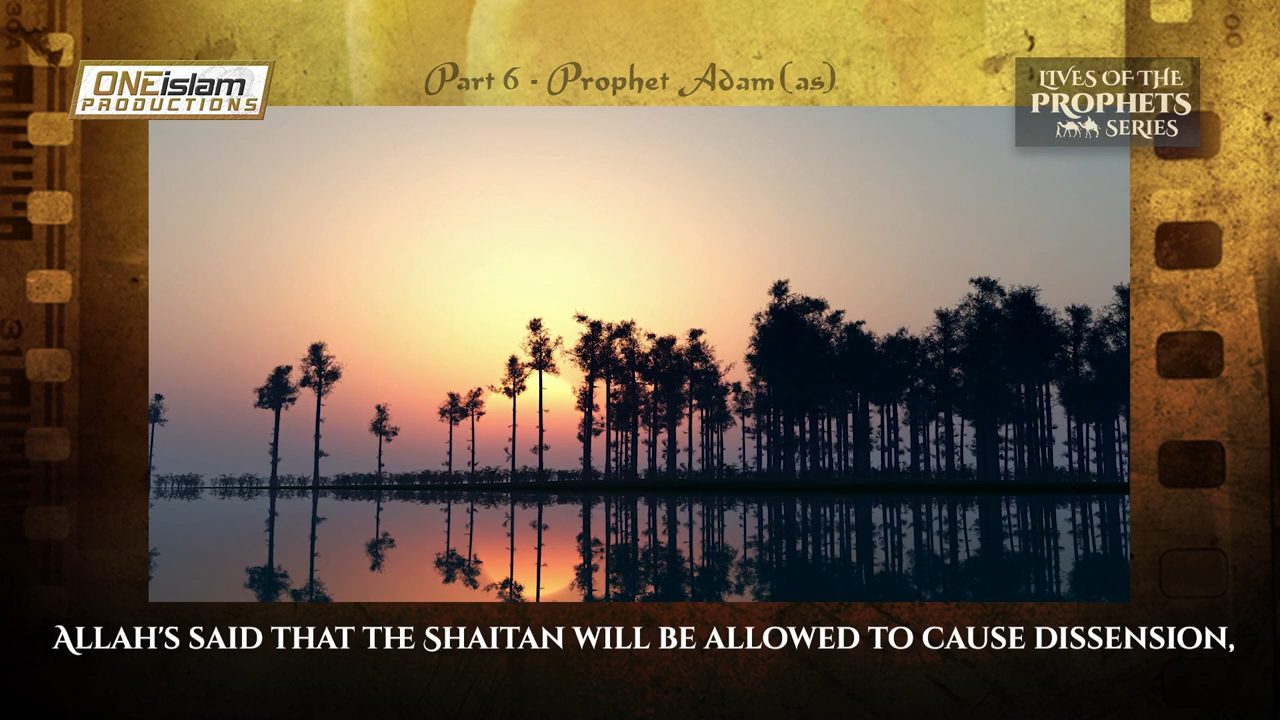 ONEislam
PRODUCTIONS
Part 6 - Prophet Adam (as)
LIVES OF THE
PROPHETS
SERIES
ALLAH'S SAID THAT THE SHAITAN WILL BE ALLOWED TO CAUSE DISSENSION,